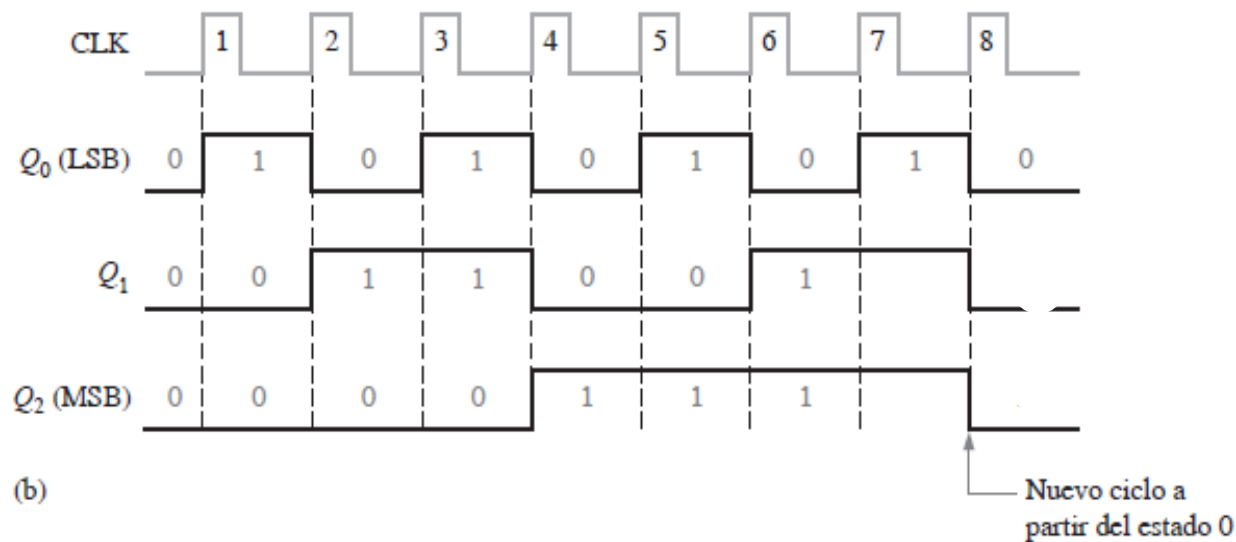 CLK 1 2 3 4 5 6 7 8
Q0 (LSB) 0 1 0 1 0 1 0 1 0
Q1 0 0 1 1 0 0 1
Q2 (MSB) 0 0 0 0 1 1 1
(b)
Nuevo ciclo a
partir del estado 0